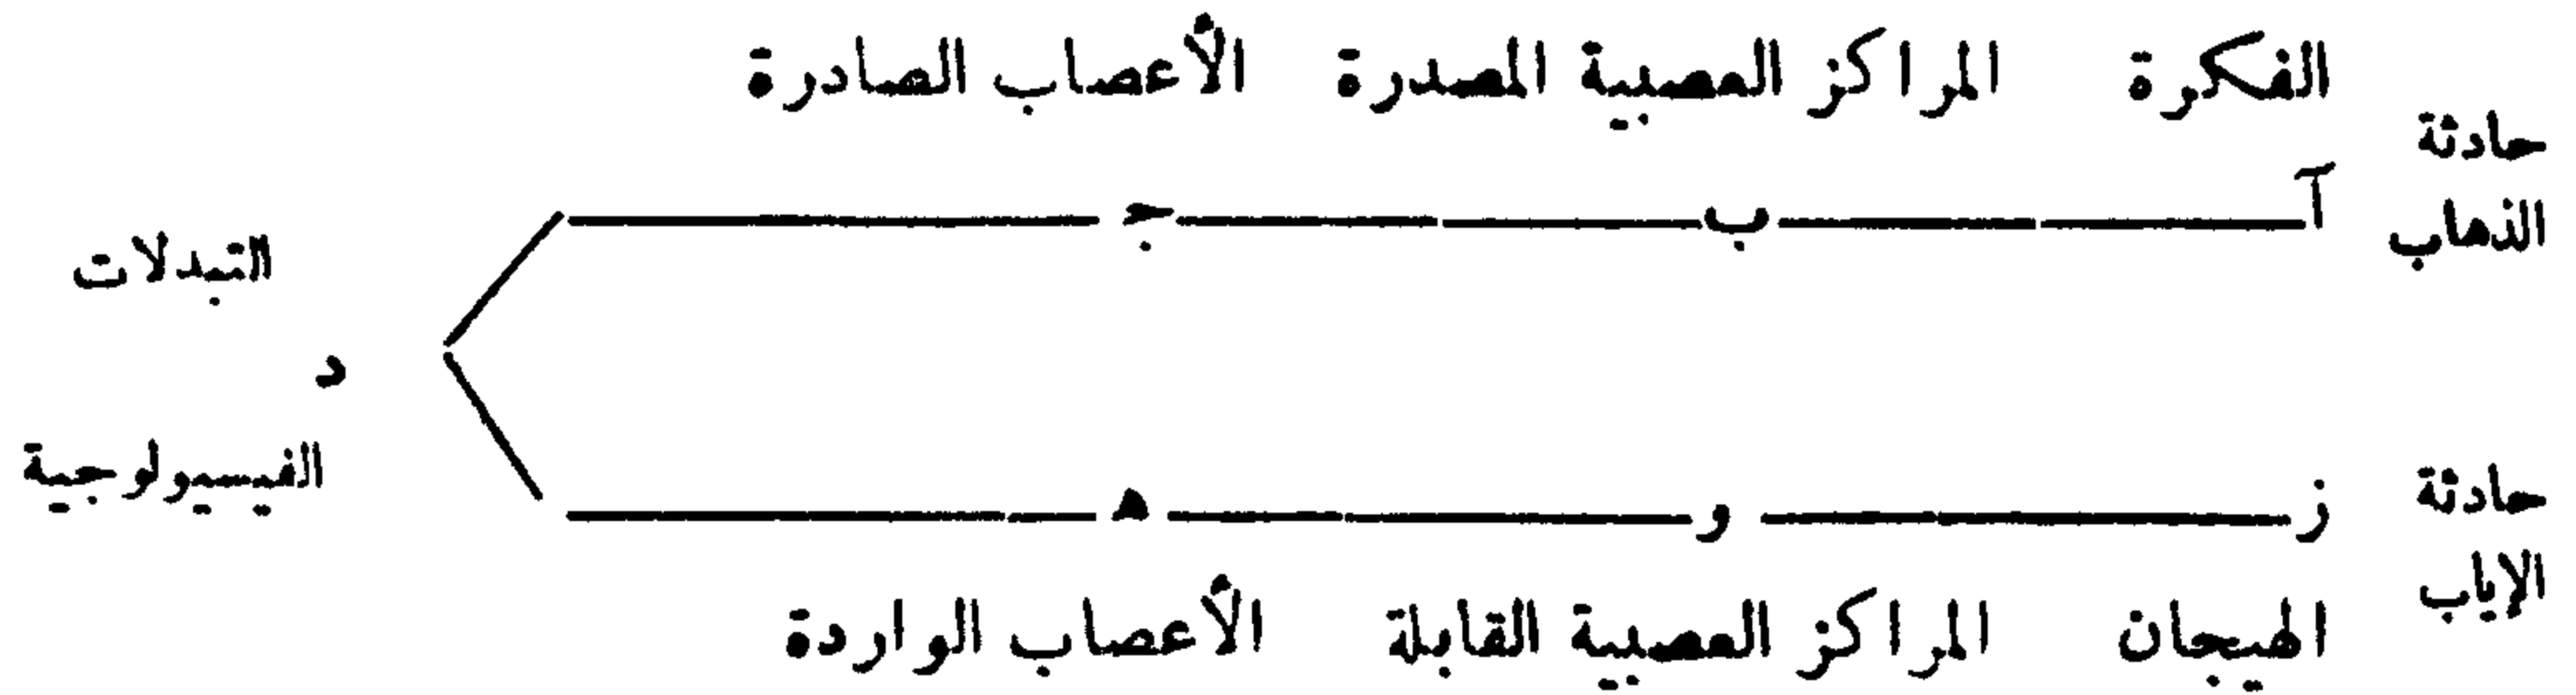 الفكرة المراكز العصبية المصدرة الأعصاب الصادرة
حادثة
الذهاب
آ ب ج
التبدلات
د
الفيسيولوجية
حادثة
الإياب
ز و ه
الهيجان المراكز العصبية القابلة الأعصاب الواردة